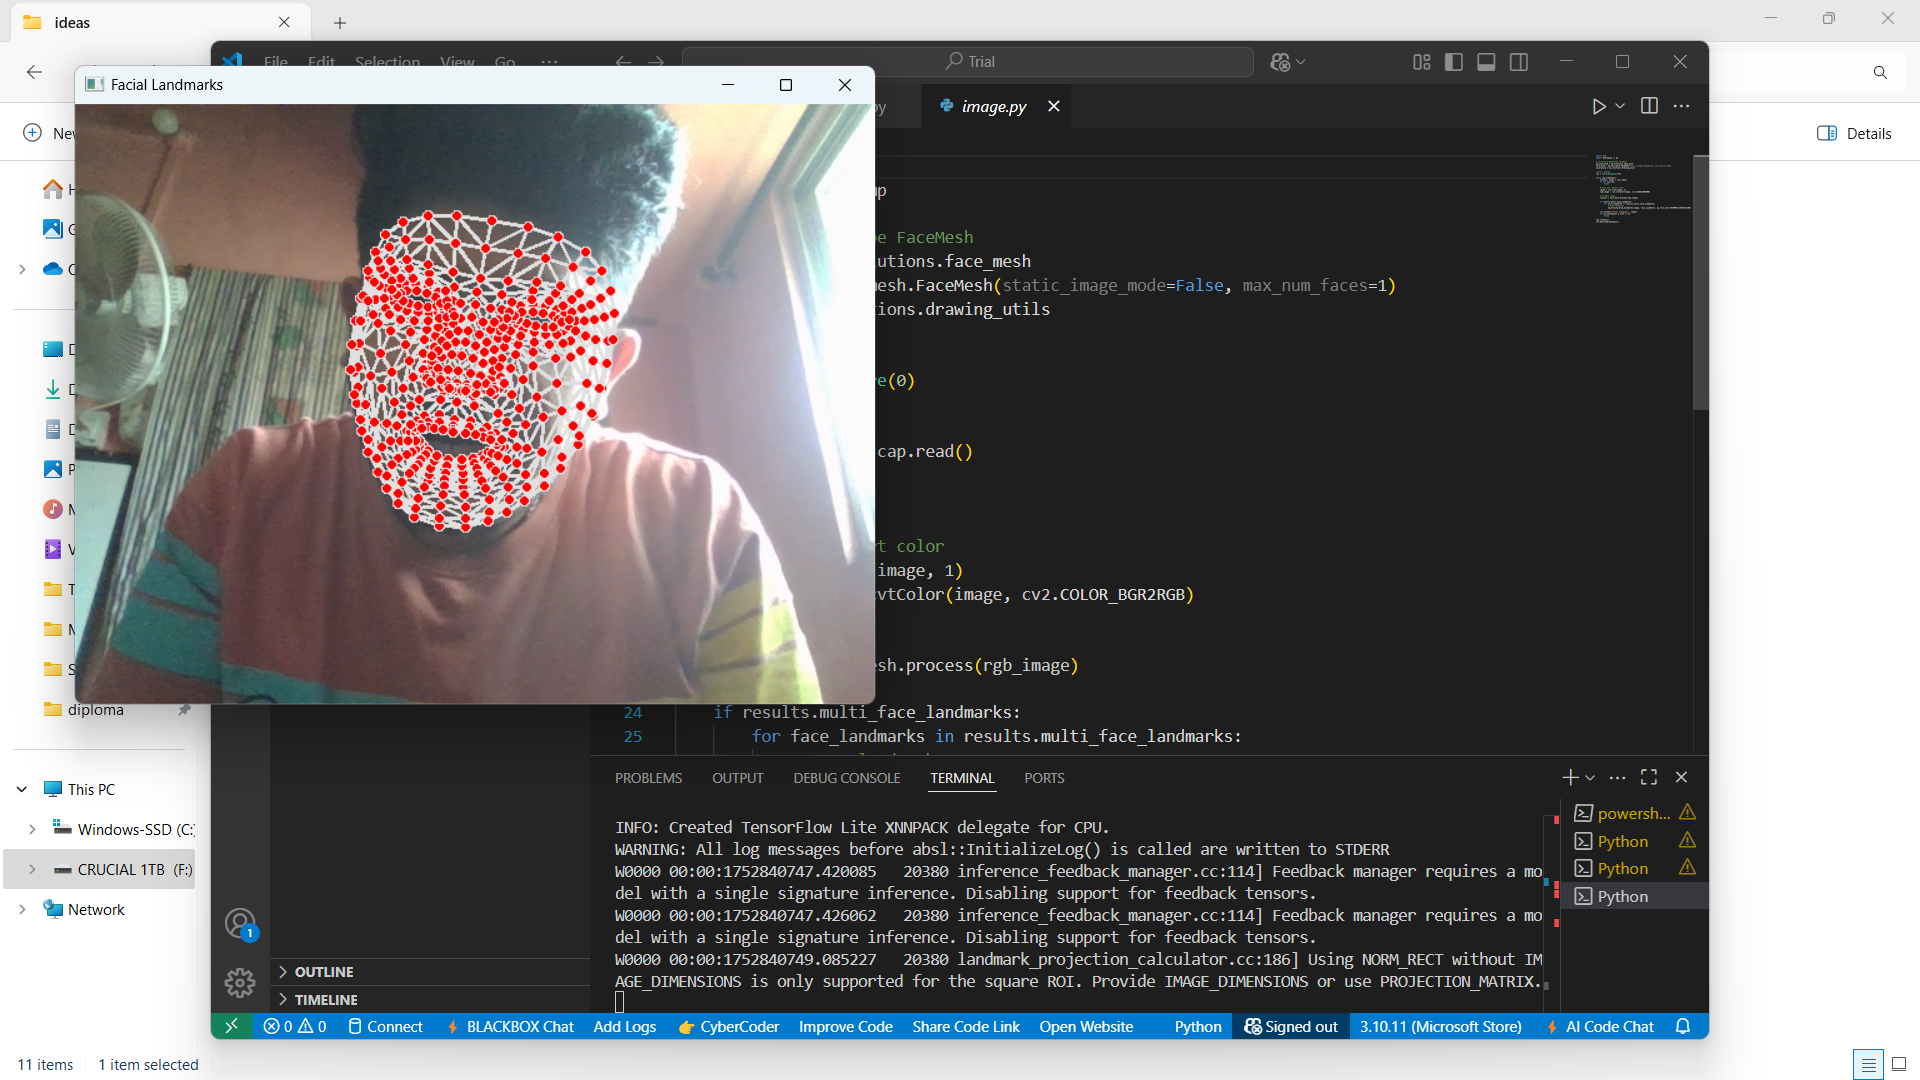 ideas
File Edit Selection View Go ...
Trial
Facial Landmarks
image.py
New
Details
FaceMesh
.face_mesh
.FaceMesh(static_image_mode=False, max_num_faces=1)
.drawing_utils
(0)
cap.read()
color
image, 1)
(image, cv2.COLOR_BGR2RGB)
.process(rgb_image)
24 if results.multi_face_landmarks:
25 for face_landmarks in results.multi_face_landmarks:
diploma
This PC
Windows-SSD (C:)
CRUCIAL 1TB (F:)
Network
PROBLEMS OUTPUT DEBUG CONSOLE TERMINAL PORTS
INFO: Created TensorFlow Lite XNNPACK delegate for CPU.
WARNING: All log messages before absl::InitializeLog() is called are written to STDERR
W0000 00:00:1752840747.420085 20380 inference_feedback_manager.cc:114] Feedback manager requires a mo
del with a single signature inference. Disabling support for feedback tensors.
W0000 00:00:1752840747.426062 20380 inference_feedback_manager.cc:114] Feedback manager requires a mo
del with a single signature inference. Disabling support for feedback tensors.
W0000 00:00:1752840749.085227 20380 landmark_projection_calculator.cc:186] Using NORM_RECT without IM
AGE_DIMENSIONS is only supported for the square ROI. Provide IMAGE_DIMENSIONS or use PROJECTION_MATRIX.
powersh...
Python
Python
Python
1
OUTLINE
TIMELINE
0 0 Connect BLACKBOX Chat Add Logs CyberCoder Improve Code Share Code Link Open Website Python Signed out 3.10.11 (Microsoft Store) AI Code Chat
11 items 1 item selected